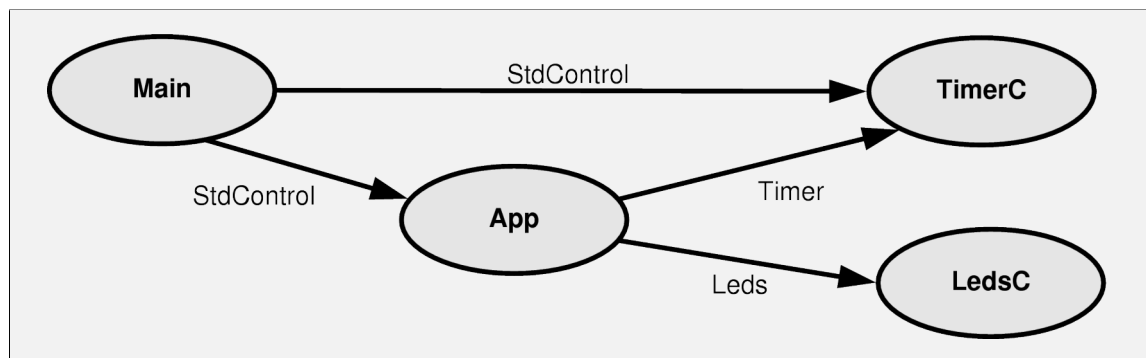 StdControl
Main
TimerC
StdControl
Timer
App
Leds
LedsC